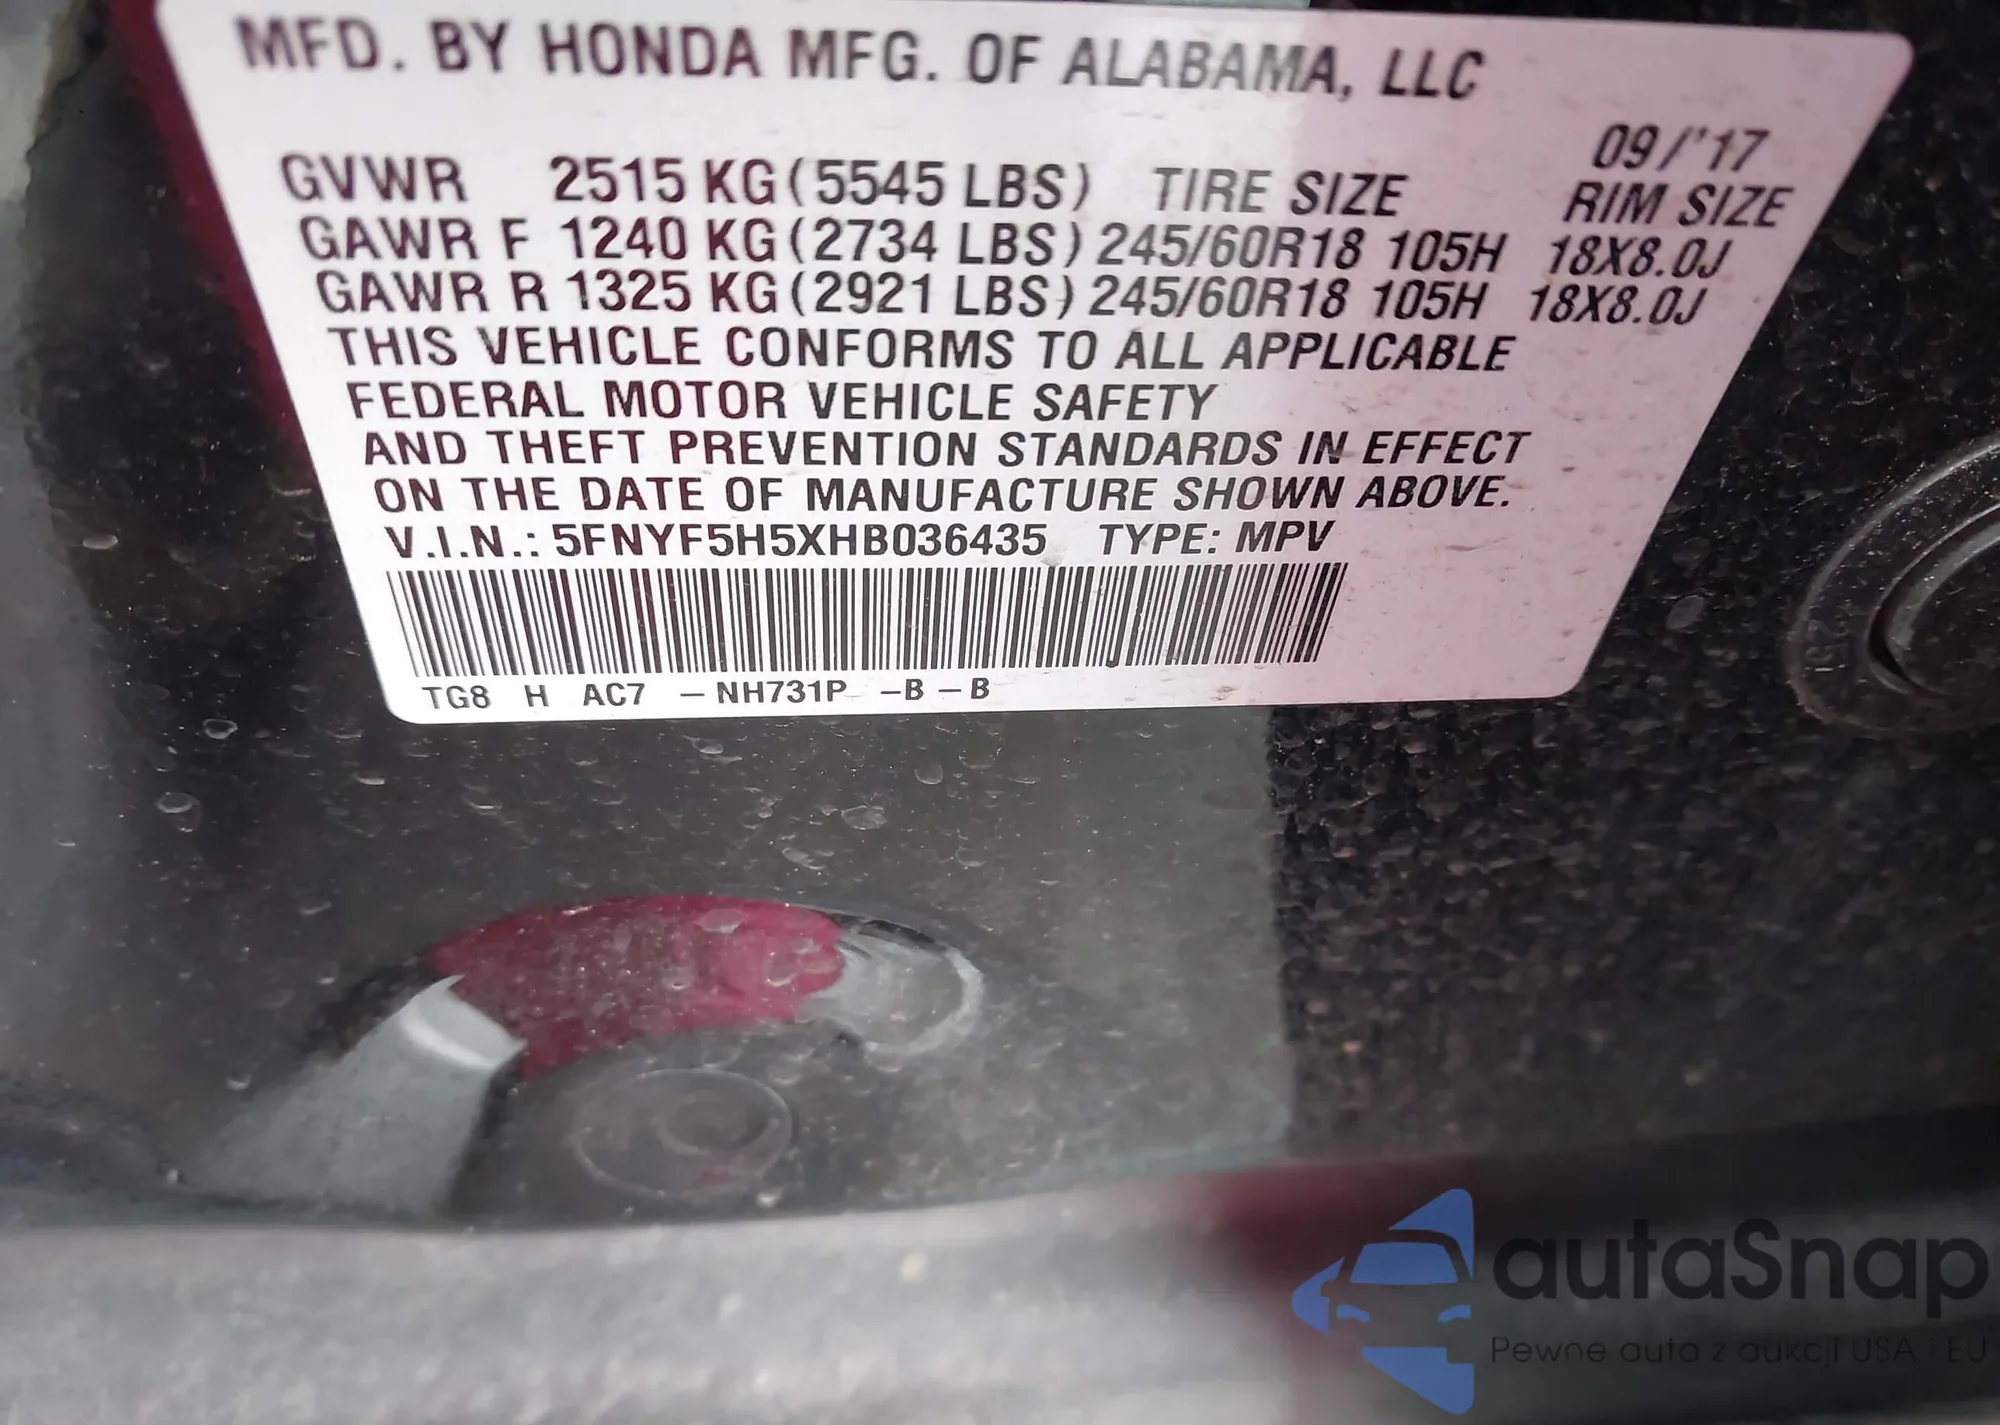 MFD. BY HONDA MFG. OF ALABAMA, LLC
09/'17
GVWR 2515 KG (5545 LBS) TIRE SIZE RIM SIZE
GAWR F 1240 KG (2734 LBS) 245/60R18 105H 18X8.0J
GAWR R 1325 KG (2921 LBS) 245/60R18 105H 18X8.0J
THIS VEHICLE CONFORMS TO ALL APPLICABLE
FEDERAL MOTOR VEHICLE SAFETY
AND THEFT PREVENTION STANDARDS IN EFFECT
ON THE DATE OF MANUFACTURE SHOWN ABOVE.
V.I.N.: 5FNYF5H5XHB036435 TYPE: MPV
TG8 H AC7 – NH731P –B – B
autaSnap
Pewne auta z aukcji USA i EU